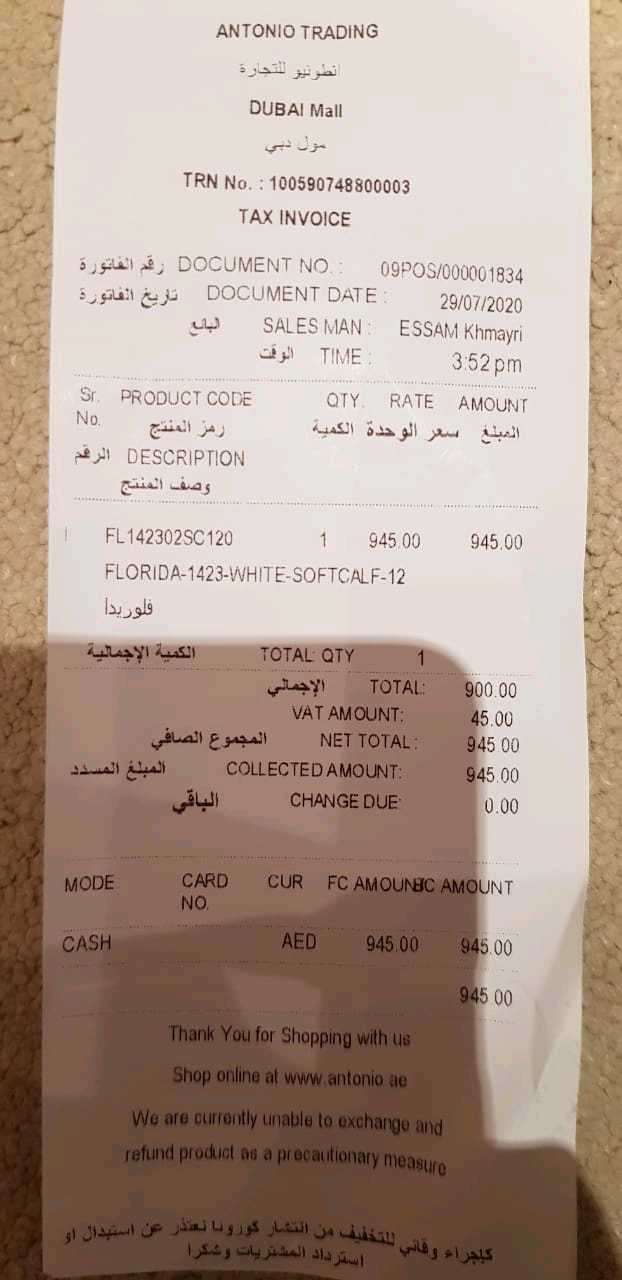 ANTONIO TRADING
انطونيو للتجارة
DUBAI Mall
مول دبي
TRN No. : 100590748800003
TAX INVOICE
رقم الفاتورة DOCUMENT NO. : 09POS/000001834
تاريخ الفاتورة DOCUMENT DATE : 29/07/2020
البائع SALES MAN : ESSAM Khmayri
الوقت TIME : 3:52 pm
Sr. PRODUCT CODE QTY. RATE AMOUNT
No. رمز المنتج الكمية سعر الوحدة المبلغ
الرقم DESCRIPTION
وصف المنتج
FL142302SC120 1 945.00 945.00
FLORIDA-1423-WHITE-SOFTCALF-12
فلوريدا
الكمية الإجمالية TOTAL: QTY 1
الإجمالي TOTAL: 900.00
VAT AMOUNT: 45.00
المجموع الصافي NET TOTAL : 945.00
المبلغ المسدد COLLECTED AMOUNT: 945.00
الباقي CHANGE DUE: 0.00
MODE CARD CUR FC AMOUNT BC AMOUNT
NO.
CASH AED 945.00 945.00
945.00
Thank You for Shopping with us
Shop online at www.antonio.ae
We are currently unable to exchange and
refund product as a precautionary measure
كإجراء وقائي للتخفيف من انتشار كورونا نعتذر عن استبدال او
استرداد المشتريات وشكرا